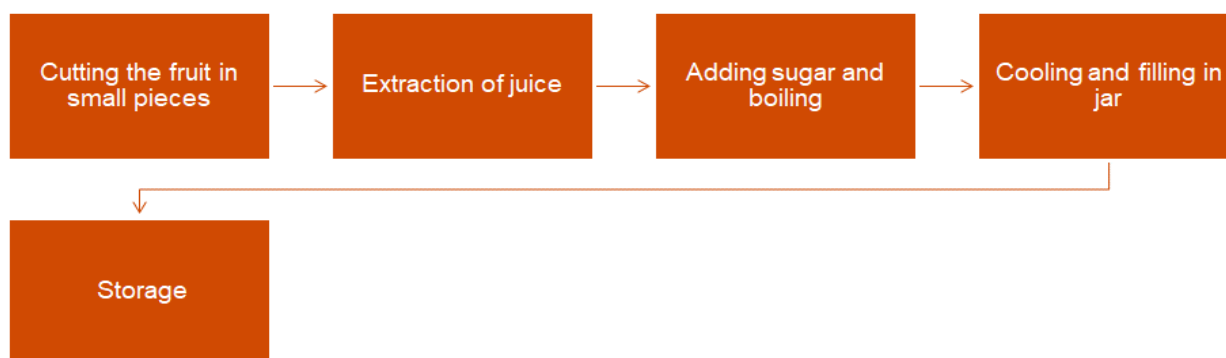 Cutting the fruit in
small pieces
Extraction of juice
Adding sugar and
boiling
Cooling and filling in
jar
Storage